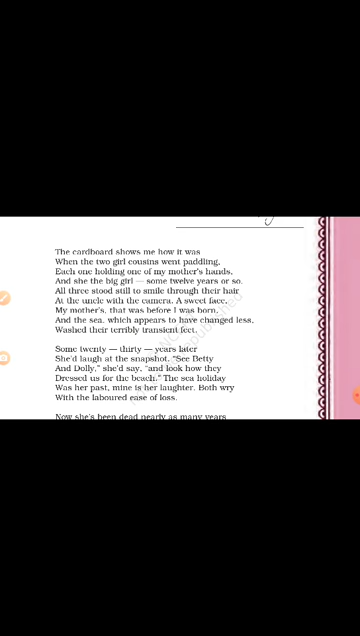 The cardboard shows me how it was
When the two girl cousins went paddling,
Each one holding one of my mother's hands,
And she the big girl — some twelve years or so.
All three stood still to smile through their hair
At the uncle with the camera. A sweet face,
My mother's, that was before I was born.
And the sea, which appears to have changed less,
Washed their terribly transient feet.
Some twenty — thirty — years later
She'd laugh at the snapshot. "See Betty
And Dolly," she'd say, "and look how they
Dressed us for the beach." The sea holiday
Was her past, mine is her laughter. Both wry
With the laboured ease of loss.
Now she's been dead nearly as many years